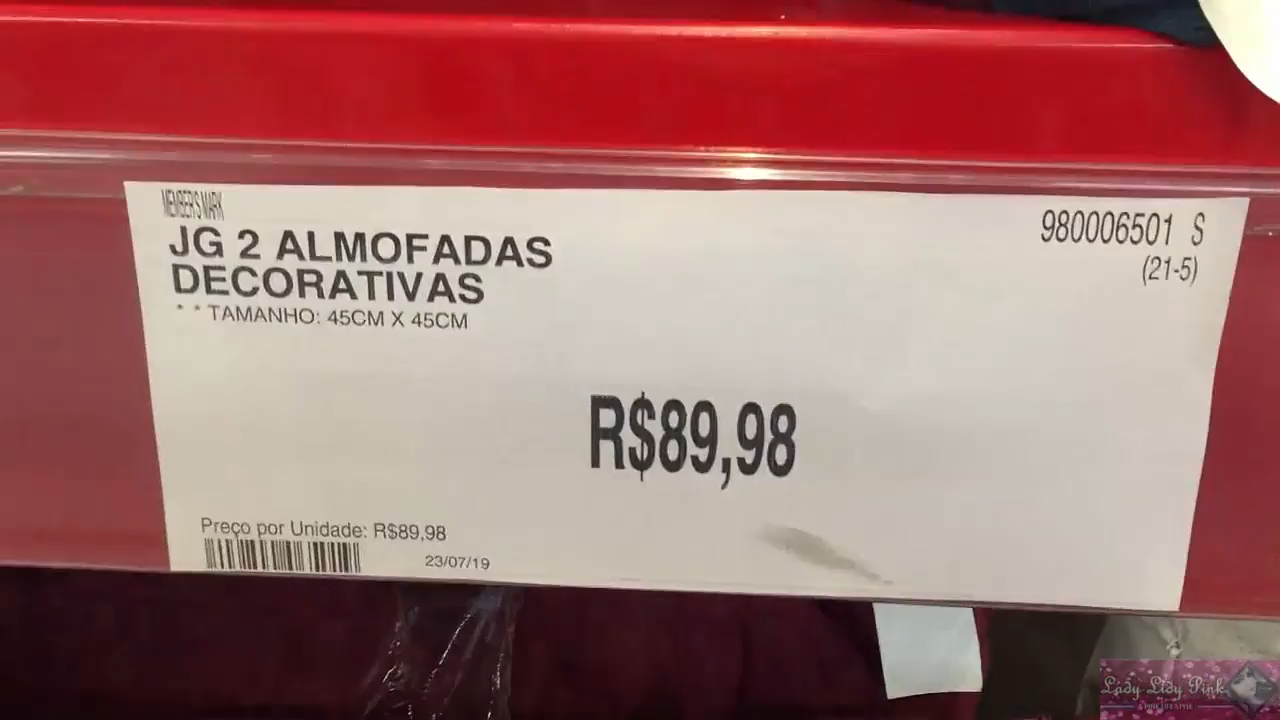 MEMBER'S MARK
980006501 S
JG 2 ALMOFADAS
(21-5)
DECORATIVAS
* * TAMANHO: 45CM X 45CM
R$89,98
Preço por Unidade: R$89,98
23/07/19
Lady Lidy Pink